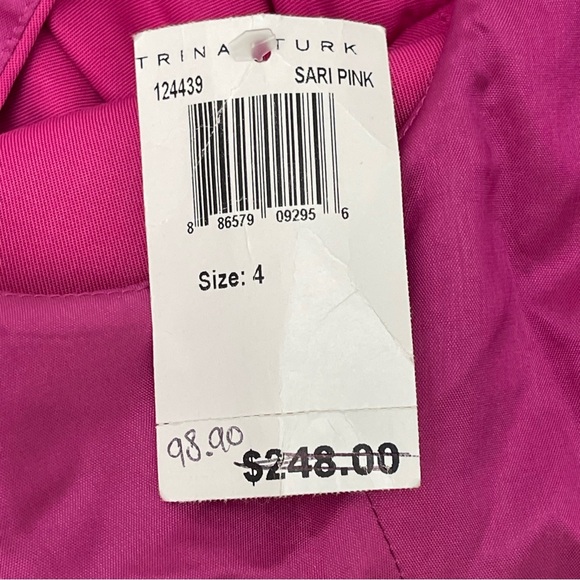 TRINA TURK
124439 SARI PINK
8 86579 09295 6
Size: 4
98.90
$248.00